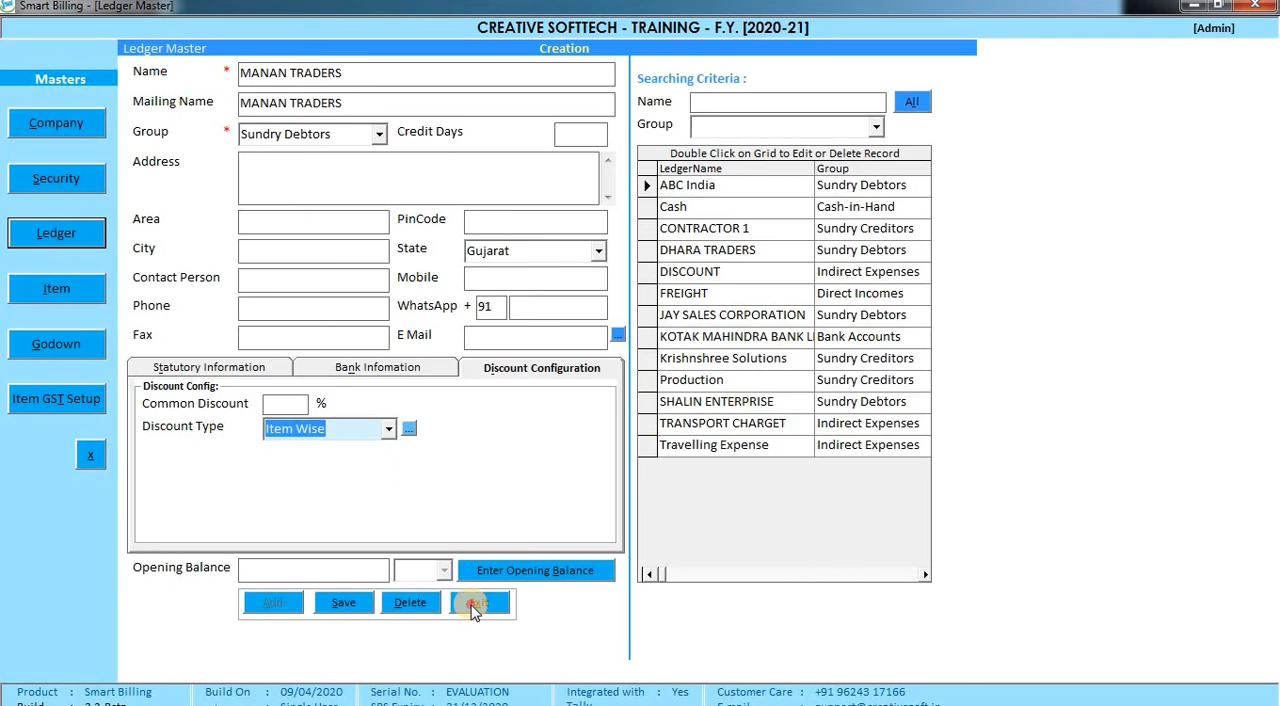 Smart Billing - [Ledger Master]
CREATIVE SOFTTECH - TRAINING - F.Y. [2020-21]
[Admin]
Masters
Company
Security
Ledger
Item
Godown
Item GST Setup
x
Ledger Master
Creation
Name * MANAN TRADERS
Mailing Name MANAN TRADERS
Group * Sundry Debtors Credit Days
Address
Area PinCode
City State Gujarat
Contact Person Mobile
Phone WhatsApp + 91
Fax E Mail ...
Statutory Information Bank Infomation Discount Configuration
Discount Config:
Common Discount %
Discount Type Item Wise ...
Opening Balance Enter Opening Balance
Add Save Delete
Searching Criteria :
Name All
Group
Double Click on Grid to Edit or Delete Record
LedgerName Group
ABC India Sundry Debtors
Cash Cash-in-Hand
CONTRACTOR 1 Sundry Creditors
DHARA TRADERS Sundry Debtors
DISCOUNT Indirect Expenses
FREIGHT Direct Incomes
JAY SALES CORPORATION Sundry Debtors
KOTAK MAHINDRA BANK LI Bank Accounts
Krishnshree Solutions Sundry Creditors
Production Sundry Creditors
SHALIN ENTERPRISE Sundry Debtors
TRANSPORT CHARGET Indirect Expenses
Travelling Expense Indirect Expenses
Product : Smart Billing Build On : 09/04/2020 Serial No. : EVALUATION Integrated with : Yes Customer Care : +91 96243 17166